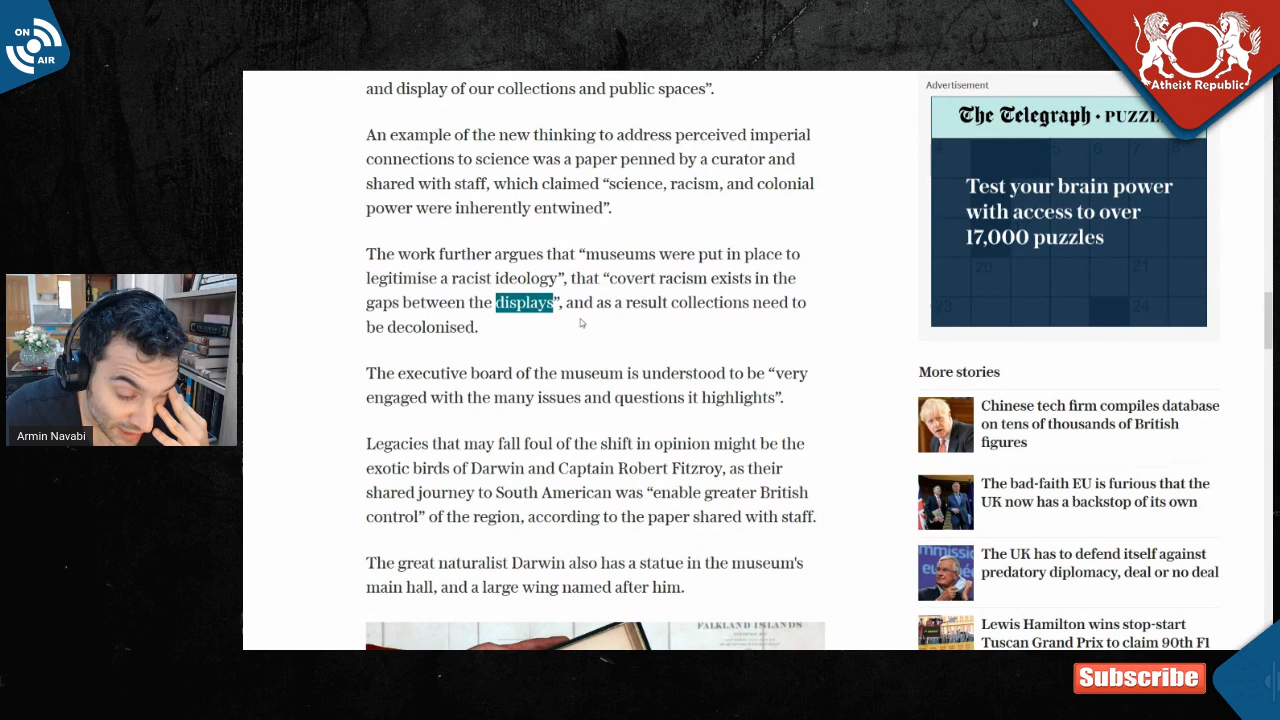 ON
AIR
Atheist Republic
and display of our collections and public spaces”.
An example of the new thinking to address perceived imperial
connections to science was a paper penned by a curator and
shared with staff, which claimed “science, racism, and colonial
power were inherently entwined”.
The work further argues that “museums were put in place to
legitimise a racist ideology”, that “covert racism exists in the
gaps between the displays”, and as a result collections need to
be decolonised.
The executive board of the museum is understood to be “very
engaged with the many issues and questions it highlights”.
Legacies that may fall foul of the shift in opinion might be the
exotic birds of Darwin and Captain Robert Fitzroy, as their
shared journey to South American was “enable greater British
control” of the region, according to the paper shared with staff.
The great naturalist Darwin also has a statue in the museum's
main hall, and a large wing named after him.
FALKLAND ISLANDS
Advertisement
The Telegraph • PUZZL
5 6 7 8
Test your brain power
with access to over
17,000 puzzles
20
21
23
24
More stories
Chinese tech firm compiles database
on tens of thousands of British
figures
The bad-faith EU is furious that the
UK now has a backstop of its own
The UK has to defend itself against
predatory diplomacy, deal or no deal
Lewis Hamilton wins stop-start
Tuscan Grand Prix to claim 90th F1
Armin Navabi
Subscribe